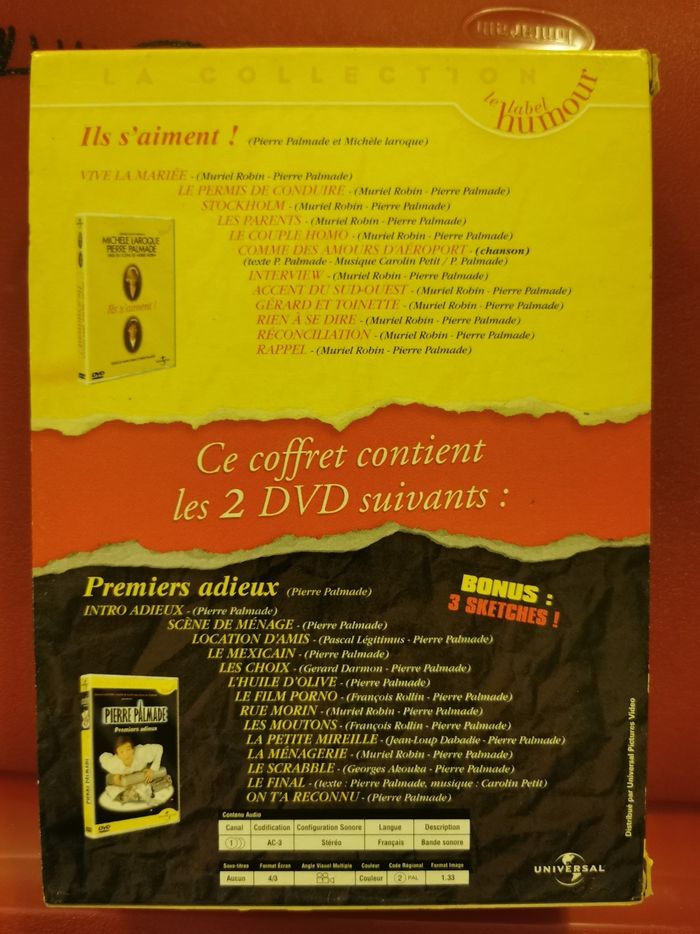 LA COLLECTION
le label
humour
Ils s'aiment ! (Pierre Palmade et Michèle laroque)
VIVE LA MARIÉE - (Muriel Robin - Pierre Palmade)
LE PERMIS DE CONDUIRE - (Muriel Robin - Pierre Palmade)
STOCKHOLM - (Muriel Robin - Pierre Palmade)
LES PARENTS - (Muriel Robin - Pierre Palmade)
LE COUPLE HOMO - (Muriel Robin - Pierre Palmade)
COMME DES AMOURS D'AÉROPORT - (chanson)
(texte P. Palmade - Musique Carolin Petit / P. Palmade)
INTERVIEW - (Muriel Robin - Pierre Palmade)
ACCENT DU SUD-OUEST - (Muriel Robin - Pierre Palmade)
GÉRARD ET TOINETTE - (Muriel Robin - Pierre Palmade)
RIEN À SE DIRE - (Muriel Robin - Pierre Palmade)
RÉCONCILIATION - (Muriel Robin - Pierre Palmade)
RAPPEL - (Muriel Robin - Pierre Palmade)
MICHÈLE LAROQUE
PIERRE PALMADE
Ils s'aiment !
DVD
Ce coffret contient
les 2 DVD suivants :
Premiers adieux (Pierre Palmade)
BONUS :
3 SKETCHES !
INTRO ADIEUX - (Pierre Palmade)
SCÈNE DE MÉNAGE - (Pierre Palmade)
LOCATION D'AMIS - (Pascal Légitimus - Pierre Palmade)
LE MEXICAIN - (Pierre Palmade)
LES CHOIX - (Gerard Darmon - Pierre Palmade)
L'HUILE D'OLIVE - (Pierre Palmade)
LE FILM PORNO - (François Rollin - Pierre Palmade)
RUE MORIN - (Muriel Robin - Pierre Palmade)
LES MOUTONS - (François Rollin - Pierre Palmade)
LA PETITE MIREILLE - (Jean-Loup Dabadie - Pierre Palmade)
LA MÉNAGERIE - (Muriel Robin - Pierre Palmade)
LE SCRABBLE - (Georges Akouka - Pierre Palmade)
LE FINAL - (texte : Pierre Palmade, musique : Carolin Petit)
ON T'A RECONNU - (Pierre Palmade)
PIERRE PALMADE
Premiers adieux
PIERRE PALMADE
DVD
Contenu Audio
Canal Codification Configuration Sonore Langue Description
1 AC-3 Stéréo Français Bande sonore
Sous-titres Format Écran Angle Visuel Multiple Couleur Code Régional Format Image
Aucun 4/3 Couleur 2 PAL 1.33
UNIVERSAL
Distribué par Universal Pictures Video